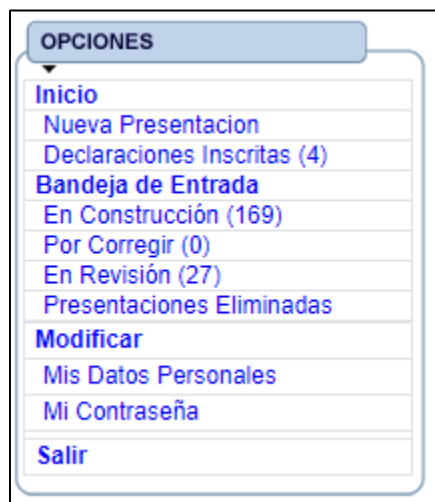 OPCIONES
Inicio
Nueva Presentacion
Declaraciones Inscritas (4)
Bandeja de Entrada
En Construcción (169)
Por Corregir (0)
En Revisión (27)
Presentaciones Eliminadas
Modificar
Mis Datos Personales
Mi Contraseña
Salir